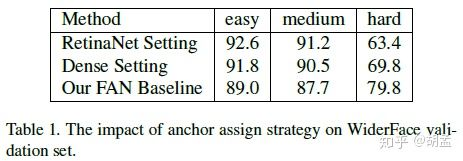 Method easy medium hard
RetinaNet Setting 92.6 91.2 63.4
Dense Setting 91.8 90.5 69.8
Our FAN Baseline 89.0 87.7 79.8
Table 1. The impact of anchor assign strategy on WiderFace vali-
dation set.
知乎 @胡孟